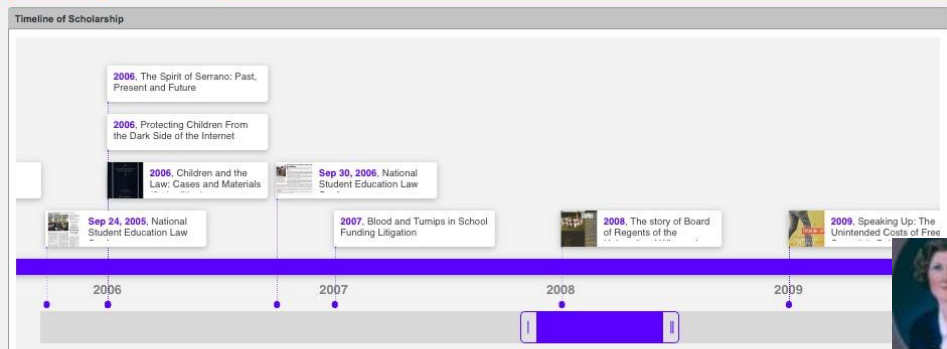 Timeline of Scholarship
2006, The Spirit of Serrano: Past,
Present and Future
2006, Protecting Children From
the Dark Side of the Internet
2006, Children and the
Law: Cases and Materials
Sep 30, 2006, National
Student Education Law
Sep 24, 2005, National
Student Education Law
2007, Blood and Turnips in School
Funding Litigation
2008, The story of Board
of Regents of the
2009, Speaking Up: The
Unintended Costs of Free
2006
2007
2008
2009